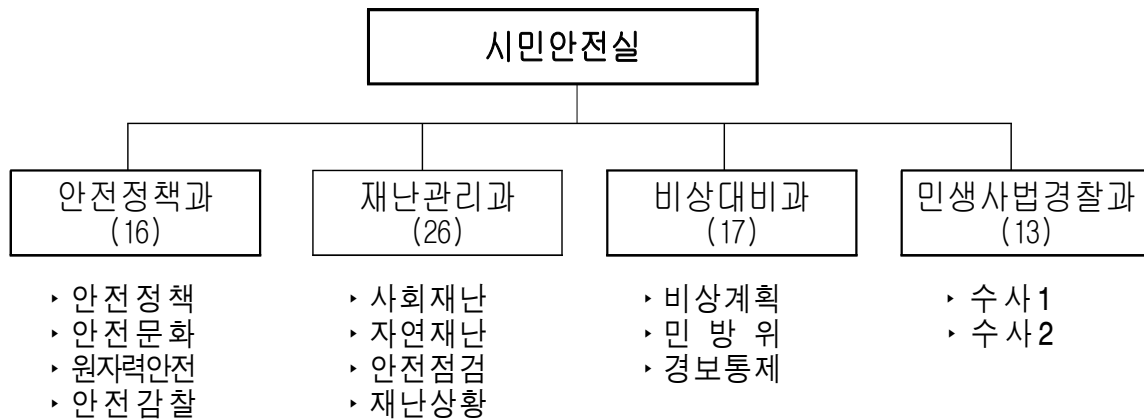 시민안전실
안전정책과
(16)
재난관리과
(26)
비상대비과
(17)
민생사법경찰과
(13)
‣ 안전정책
‣ 안전문화
‣ 원자력안전
‣ 안전감찰
‣ 사회재난
‣ 자연재난
‣ 안전점검
‣ 재난상황
‣ 비상계획
‣ 민 방 위
‣ 경보통제
‣ 수사1
‣ 수사2